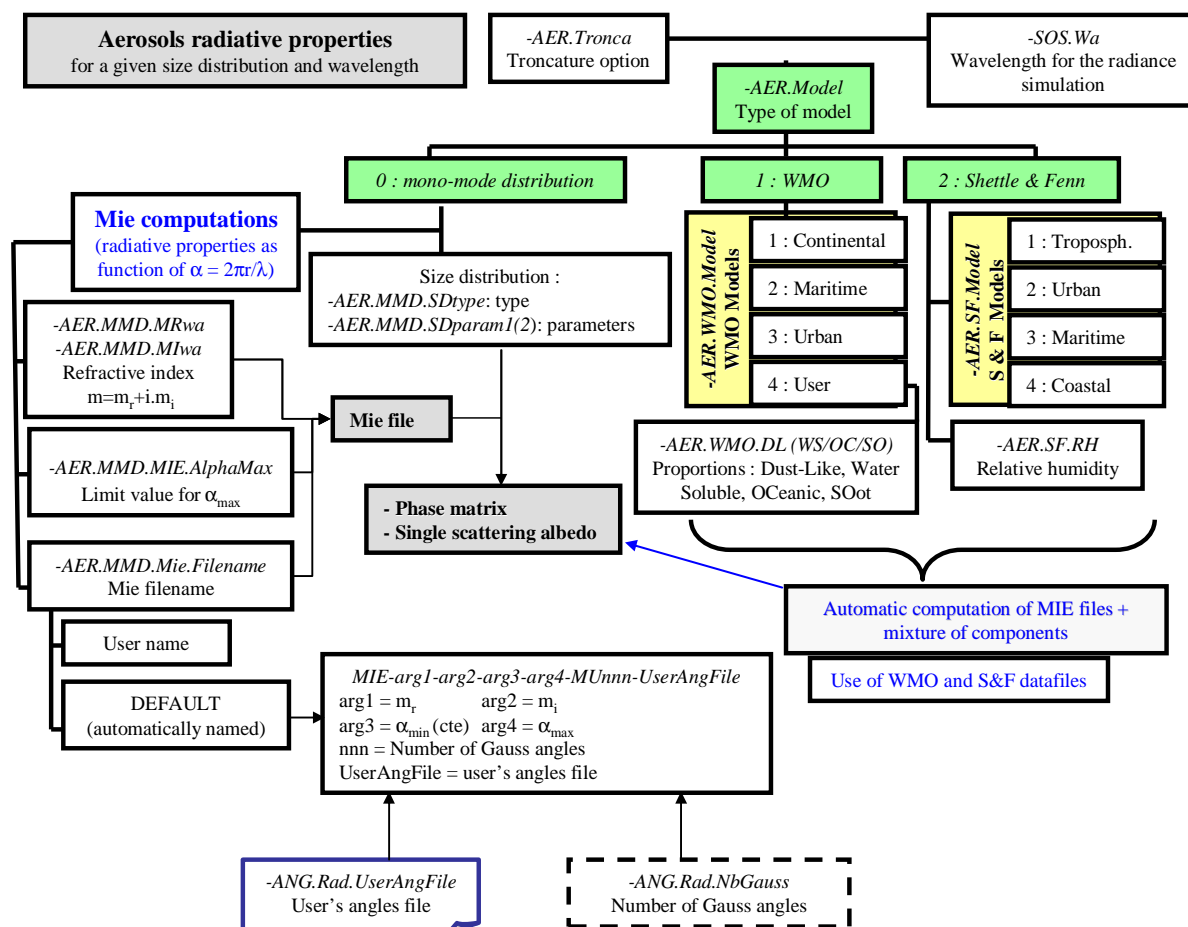 Aerosols radiative properties
for a given size distribution and wavelength
-AER.Tronca
Troncature option
-SOS.Wa
Wavelength for the radiance
simulation
-AER.Model
Type of model
0 : mono-mode distribution
1 : WMO
2 : Shettle & Fenn
Mie computations
(radiative properties as
function of α = 2πr/λ)
Size distribution :
-AER.MMD.SDtype: type
-AER.MMD.SDparam1(2): parameters
-AER.WMO.Model
WMO Models
1 : Continental
2 : Maritime
3 : Urban
4 : User
-AER.SF.Model
S & F Models
1 : Troposph.
2 : Urban
3 : Maritime
4 : Coastal
-AER.MMD.MRwa
-AER.MMD.MIwa
Refractive index
m=mr+i.mi
Mie file
-AER.MMD.MIE.AlphaMax
Limit value for αmax
-AER.MMD.Mie.Filename
Mie filename
User name
DEFAULT
(automatically named)
- Phase matrix
- Single scattering albedo
-AER.WMO.DL (WS/OC/SO)
Proportions : Dust-Like, Water
Soluble, OCeanic, SOot
-AER.SF.RH
Relative humidity
Automatic computation of MIE files +
mixture of components
Use of WMO and S&F datafiles
MIE-arg1-arg2-arg3-arg4-MUnnn-UserAngFile
arg1 = mr arg2 = mi
arg3 = αmin (cte) arg4 = αmax
nnn = Number of Gauss angles
UserAngFile = user's angles file
-ANG.Rad.UserAngFile
User's angles file
-ANG.Rad.NbGauss
Number of Gauss angles